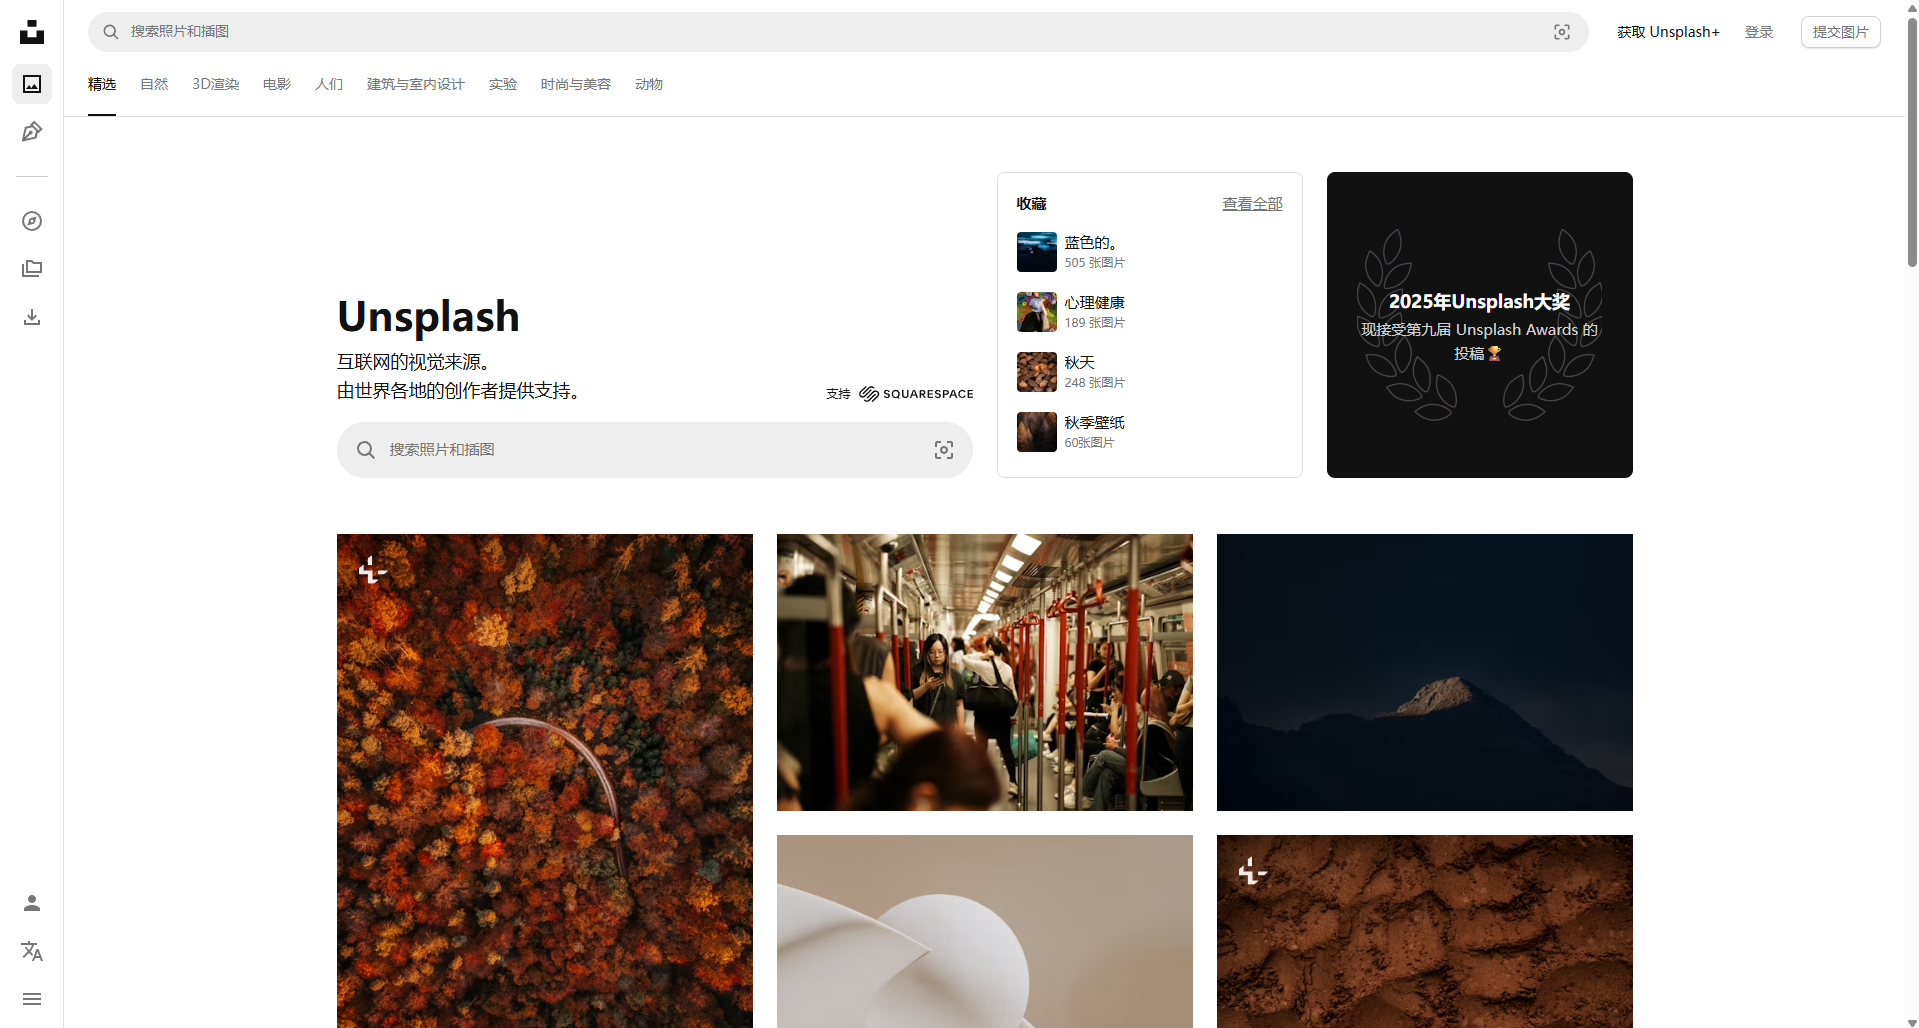 搜索照片和插图
获取 Unsplash+
登录
提交图片
精选
自然
3D渲染
电影
人们
建筑与室内设计
实验
时尚与美容
动物
Unsplash
互联网的视觉来源。
由世界各地的创作者提供支持。
支持 SQUARESPACE
搜索照片和插图
收藏
查看全部
蓝色的。
505 张图片
心理健康
189 张图片
秋天
248 张图片
秋季壁纸
60张图片
2025年Unsplash大奖
现接受第九届 Unsplash Awards 的
投稿🏆